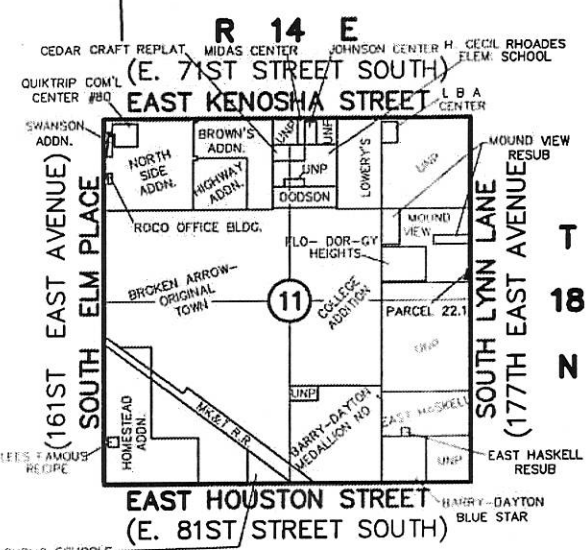 R 14 E
CEDAR CRAFT REPLAT
MIDAS CENTER
JOHNSON CENTER
H. CECIL RHOADES
ELEM. SCHOOL
(E. 71ST STREET SOUTH)
QUIKTRIP COM'L
CENTER #80
EAST KENOSHA STREET
L B A
CENTER
SWANSON
ADDN.
NORTH
SIDE
ADDN.
BROWN'S
ADDN.
HIGHWAY
ADDN.
UNP
UNP
UNP
DODSON
LOWERY'S
UNP
MOUND VIEW
RESUB
MOUND
VIEW
ROCO OFFICE BLDG.
FLO-DOR-GY
HEIGHTS
(161ST EAST AVENUE)
SOUTH ELM PLACE
SOUTH LYNN LANE
(177TH EAST AVENUE)
T
18
N
BROKEN ARROW-
ORIGINAL
TOWN
11
COLLEGE
ADDITION
PARCEL 22.1
UNP
MK&T R.R.
HOMESTEAD
ADDN.
UNP
BARRY-DAYTON
MEDALLION NO
EAST HASKELL
UNP
EAST HASKELL
RESUB
LEES FAMOUS
RECIPE
EAST HOUSTON STREET
(E. 81ST STREET SOUTH)
BARRY-DAYTON
BLUE STAR